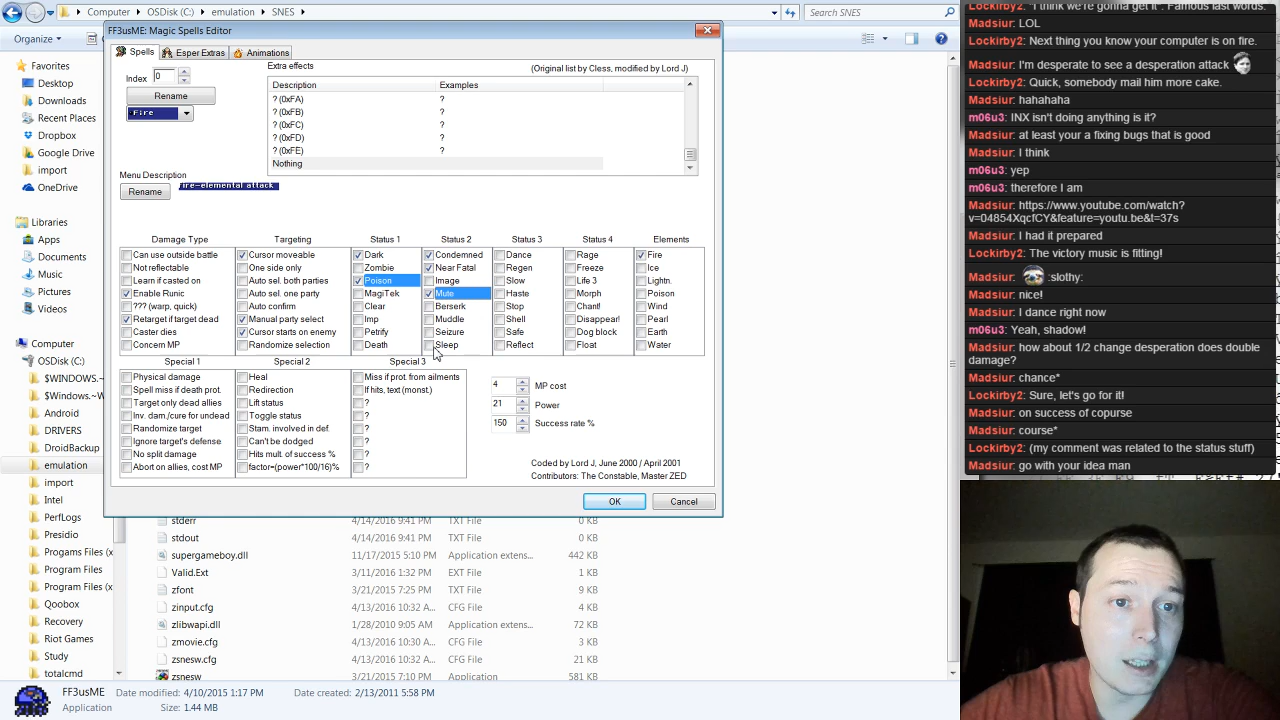 Computer
OSDisk (C:)
emulation
SNES
Search SNES
Organize
Favorites
Desktop
Downloads
Recent Places
Dropbox
Google Drive
import
OneDrive
Libraries
Apps
Documents
Music
Pictures
Videos
Computer
OSDisk (C:)
$WINDOWS.~
$Windows.~W
Android
DRIVERS
DroidBackup
emulation
import
Intel
PerfLogs
Presidio
Progams Files (
Program Files
Program Files (
Qoobox
Recovery
Riot Games
Study
totalcmd
FF3usME: Magic Spells Editor
Spells
Esper Extras
Animations
Index
0
Rename
Fire
Extra effects
(Original list by Cless, modified by Lord J)
Description Examples
? (0xFA) ?
? (0xFB) ?
? (0xFC) ?
? (0xFD) ?
? (0xFE) ?
Nothing
Menu Description
Rename
ire-elemental attack
Damage Type
Can use outside battle
Not reflectable
Learn if casted on
Enable Runic
??? (warp, quick)
Retarget if target dead
Caster dies
Concern MP
Targeting
Cursor moveable
One side only
Auto sel. both parties
Auto sel. one party
Auto confirm
Manual party select
Cursor starts on enemy
Randomize selection
Status 1
Dark
Zombie
Poison
MagiTek
Clear
Imp
Petrify
Death
Status 2
Condemned
Near Fatal
Image
Mute
Berserk
Muddle
Seizure
Sleep
Status 3
Dance
Regen
Slow
Haste
Stop
Shell
Safe
Reflect
Status 4
Rage
Freeze
Life 3
Morph
Chant!
Disappear!
Dog block
Float
Elements
Fire
Ice
Lightn.
Poison
Wind
Pearl
Earth
Water
Special 1
Physical damage
Spell miss if death prot.
Target only dead allies
Inv. dam./cure for undead
Randomize target
Ignore target's defense
No split damage
Abort on allies, cost MP
Special 2
Heal
Redirection
Lift status
Toggle status
Stam. involved in def.
Can't be dodged
Hits mult. of success %
factor=(power*100/16)%
Special 3
Miss if prot. from ailments
If hits, text (monst.)
?
?
?
?
?
?
4 MP cost
21 Power
150 Success rate %
Coded by Lord J, June 2000 / April 2001
Contributors: The Constable, Master ZED
OK
Cancel
stderr 4/14/2016 9:41 PM TXT File 0 KB
stdout 4/14/2016 9:41 PM TXT File 0 KB
supergameboy.dll 11/17/2015 5:10 PM Application extens... 442 KB
Valid.Ext 3/11/2016 1:32 PM EXT File 1 KB
zfont 3/21/2015 7:25 PM DAT File 9 KB
zinput.cfg 4/13/2016 10:32 A... CFG File 4 KB
zlibwapi.dll 1/28/2010 9:05 AM Application extens... 72 KB
zmovie.cfg 4/13/2016 10:30 A... CFG File 3 KB
zsnesw.cfg 4/13/2016 10:32 A... CFG File 21 KB
zsnesw 3/21/2015 7:12 PM Application 581 KB
FF3usME
Application
Date modified: 4/10/2015 1:17 PM
Size: 1.44 MB
Date created: 2/13/2011 5:58 PM
Lockirby2: "I think we're gonna get it". Famous last words.
Madsiur: LOL
Lockirby2: Next thing you know your computer is on fire.
Madsiur: I'm desperate to see a desperation attack
Lockirby2: Quick, somebody mail him more cake.
Madsiur: hahahaha
m06u3: INX isn't doing anything is it?
Madsiur: at least your a fixing bugs that is good
Madsiur: I think
m06u3: yep
m06u3: therefore I am
Madsiur: https://www.youtube.com/watch?
v=04854XqcfCY&feature=youtu.be&t=37s
Madsiur: I had it prepared
Lockirby2: The victory music is fitting!
Madsiur: :slothy:
m06u3: nice!
Madsiur: I dance right now
m06u3: Yeah, shadow!
Madsiur: how about 1/2 change desperation does double
damage?
Madsiur: chance*
Lockirby2: Sure, let's go for it!
Madsiur: on success of copurse
Madsiur: course*
Lockirby2: (my comment was related to the status stuff)
Madsiur: go with your idea man